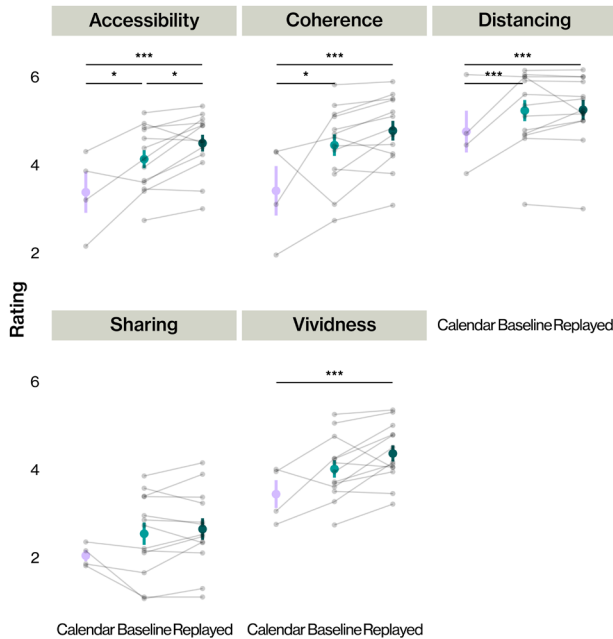 Accessibility
Coherence
Distancing
6
4
2
***
*
*
***
*
***
***
Rating
Sharing
Vividness
Calendar Baseline Replayed
6
4
2
***
Calendar Baseline Replayed
Calendar Baseline Replayed